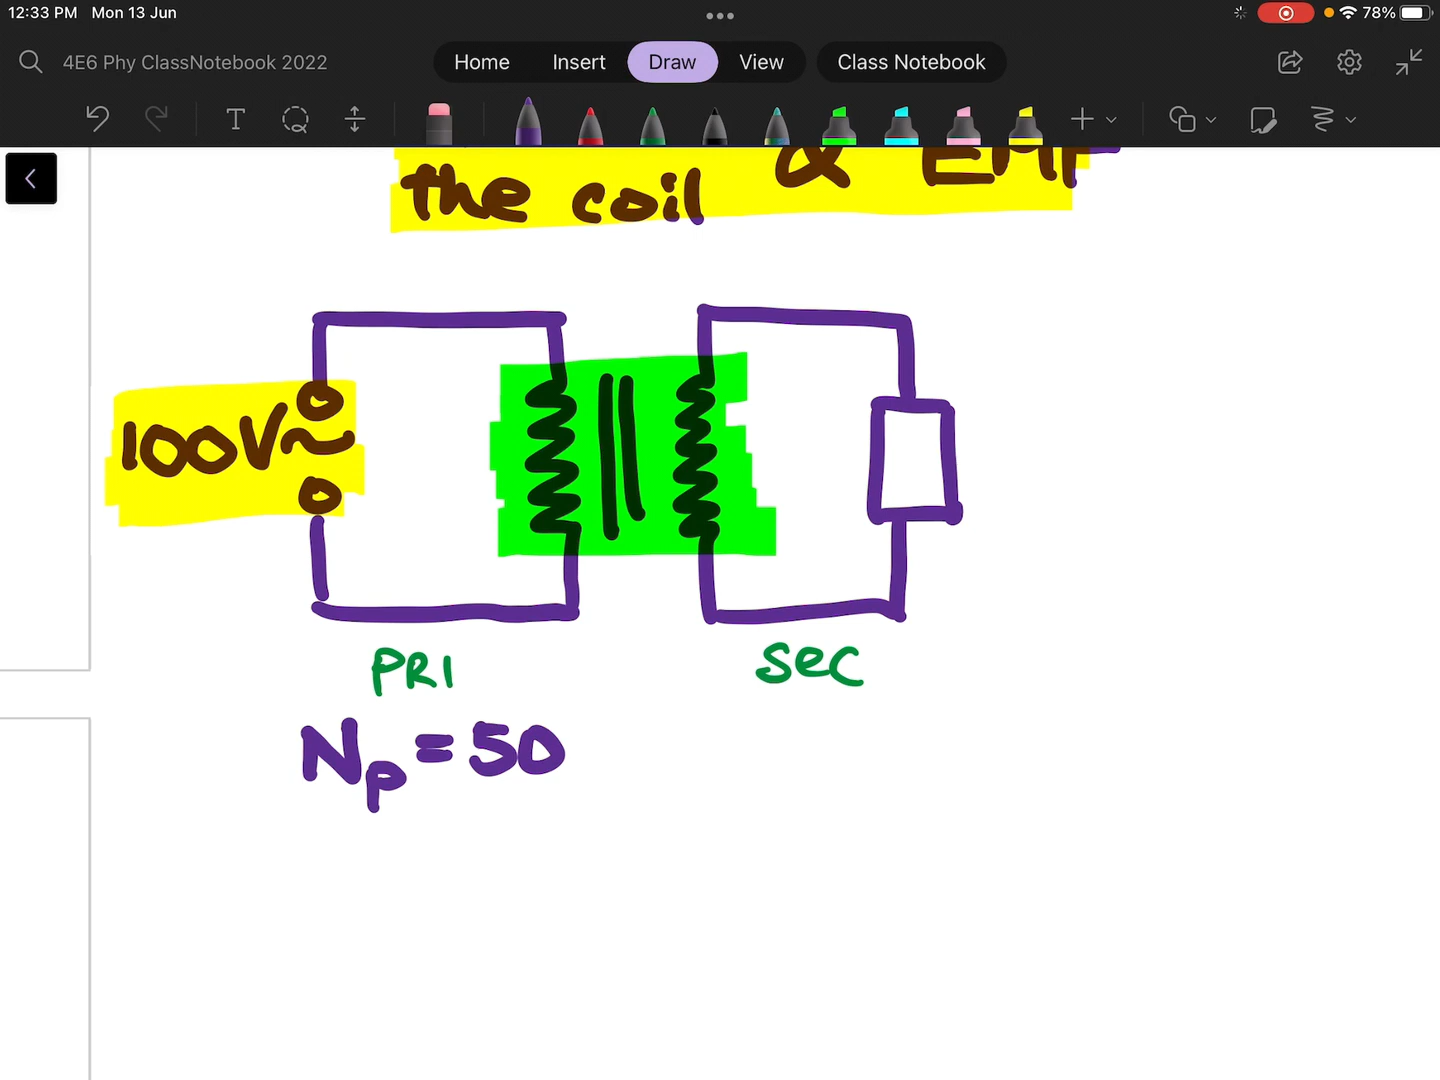 12:33 PM Mon 13 Jun 78%
4E6 Phy ClassNotebook 2022 Home Insert Draw View Class Notebook
T
the coil & EMF
100V~
PRI SEC
Np = 50